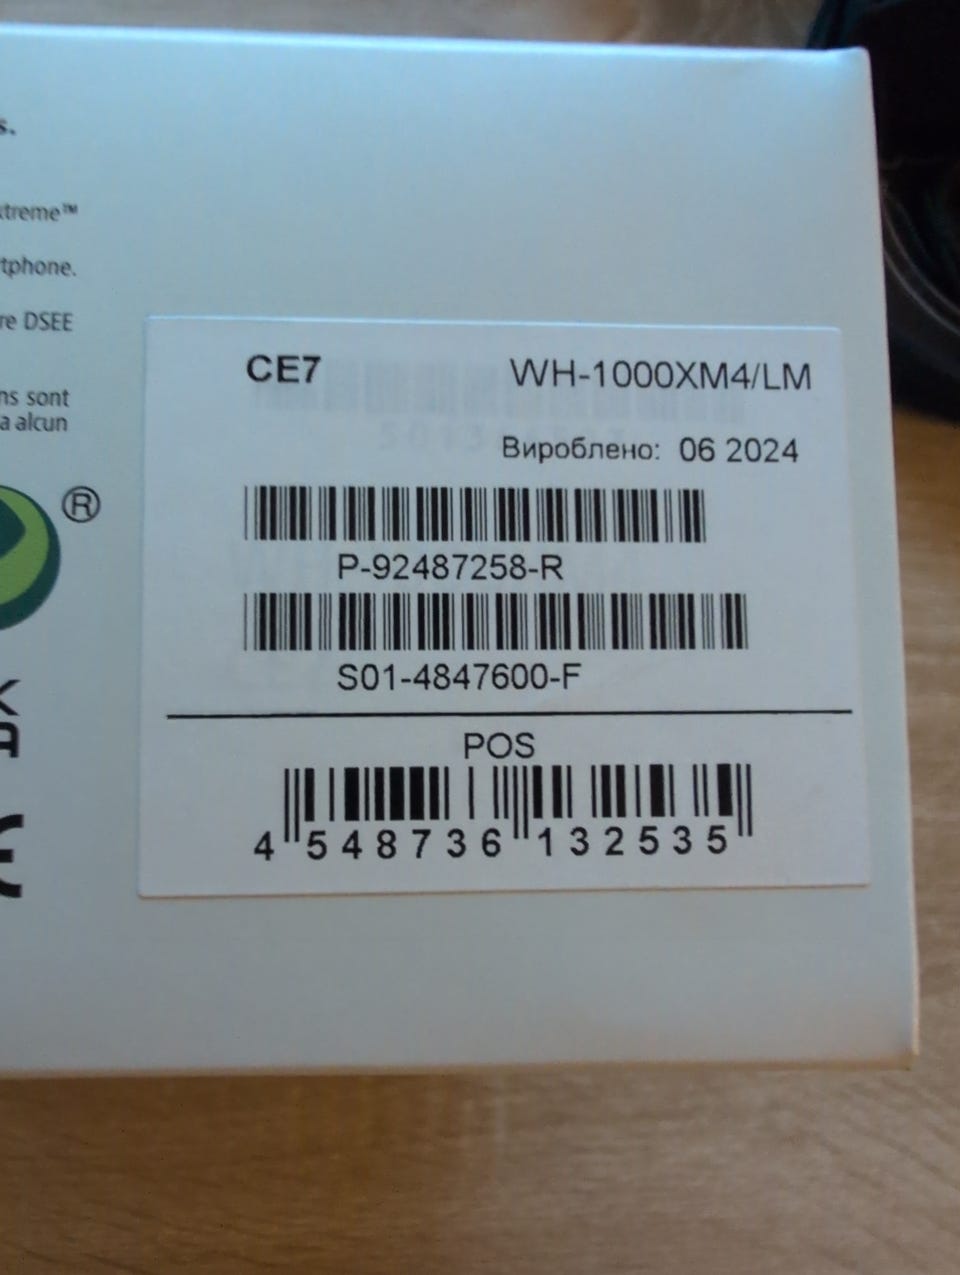 s.
xtreme™
tphone.
re DSEE
ns sont
a alcun
®
CE7 WH-1000XM4/LM
Вироблено: 06 2024
P-92487258-R
S01-4847600-F
POS
4 548736 132535